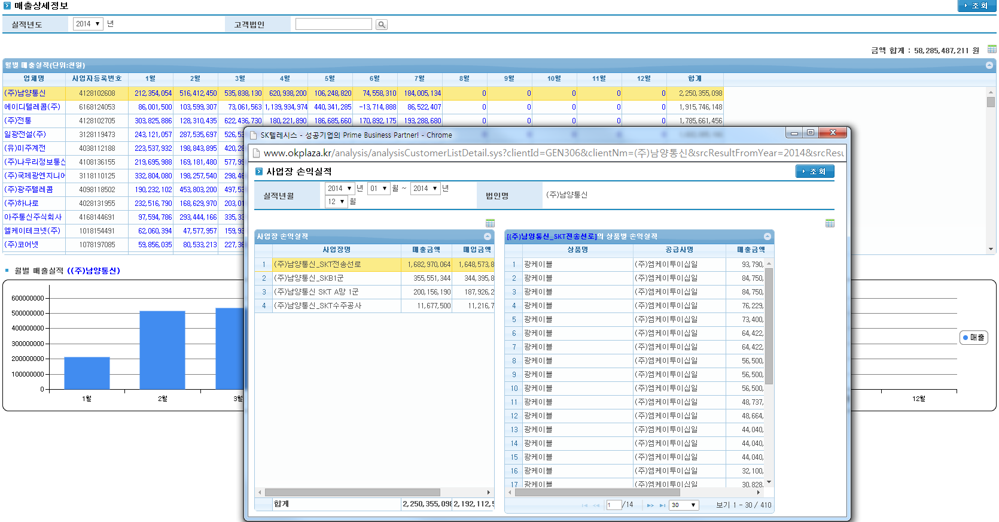 매출상세정보
조 회
실적년도 2014 년 고객법인
금액 합계 : 58,285,487,211 원
월별 매출실적(단위:천원)
업체명 사업자등록번호 1월 2월 3월 4월 5월 6월 7월 8월 9월 10월 11월 12월 합계
(주)남양통신 4128102608 212,354,054 516,412,450 535,838,130 620,938,200 106,248,820 74,558,310 184,005,134 0 0 0 0 0 2,250,355,098
에이디텔레콤(주) 6168124053 86,001,500 103,599,307 73,061,563 1,139,934,974 440,341,285 -13,714,888 86,522,407 0 0 0 0 0 1,915,746,148
(주)전통 4128102705 303,825,886 128,310,435 622,436,730 180,221,890 186,685,660 170,892,175 193,288,680 0 0 0 0 0 1,785,661,456
일광전설(주) 3128119473 243,121,057 287,535,697 526,53
(유)미주계전 4038112188 223,537,932 198,843,895 420,28
(주)나우리정보통신 4108136155 219,695,988 169,181,480 577,99
(주)국제광엔지니어 3118110125 332,804,080 198,257,540 298,46
(주)광주텔레콤 4098118502 190,232,102 453,803,200 497,53
(주)하나로 4028131955 232,516,790 168,629,970 203,01
아주통신주식회사 4168144691 97,594,786 293,444,166 335,33
엘케이테크넷(주) 1018154491 62,060,394 47,577,957 159,93
(주)코어넷 1078197085 59,856,035 80,533,213 227,36
월별 매출실적 ((주)남양통신)
600000000
500000000
400000000
300000000
200000000
100000000
0
1월 2월 3월 12월
매출
SK텔레시스 - 성공기업의 Prime Business Partner! - Chrome
www.okplaza.kr/analysis/analysisCustomerListDetail.sys?clientId=GEN306&clientNm=(주)남양통신&srcResultFromYear=2014&srcResu
사업장 손익실적
조 회
실적년월 2014 년 01 월 ~ 2014 년
12 월
법인명 (주)남양통신
사업장 손익실적
사업장명 매출금액 매입금액
1 (주)남양통신_SKT전송선로 1,682,970,064 1,648,573,8
2 (주)남양통신_SKB1군 355,551,344 344,395,8
3 (주)남양통신 SKT A망 1군 200,156,190 187,926,2
4 (주)남양통신_SKT수주공사 11,677,500 11,216,7
합계 2,250,355,098 2,192,112,5
[(주)남양통신_SKT전송선로]의 상품별 손익실적
상품명 공급사명 매출금액
1 광케이블 (주)엠케이투이십일 93,790,
2 광케이블 (주)엠케이투이십일 84,750,
3 광케이블 (주)엠케이투이십일 84,750,
4 광케이블 (주)엠케이투이십일 76,229,
5 광케이블 (주)엠케이투이십일 73,400,
6 광케이블 (주)엠케이투이십일 64,422,
7 광케이블 (주)엠케이투이십일 64,422,
8 광케이블 (주)엠케이투이십일 56,500,
9 광케이블 (주)엠케이투이십일 56,500,
10 광케이블 (주)엠케이투이십일 56,500,
11 광케이블 (주)엠케이투이십일 48,737,
12 광케이블 (주)엠케이투이십일 48,664,
13 광케이블 (주)엠케이투이십일 44,040,
14 광케이블 (주)엠케이투이십일 44,040,
15 광케이블 (주)엠케이투이십일 44,040,
16 광케이블 (주)엠케이투이십일 32,100,
17 광케이블 (주)엠케이투이십일 30,828,
1 /14 30 보기 1 - 30 / 410